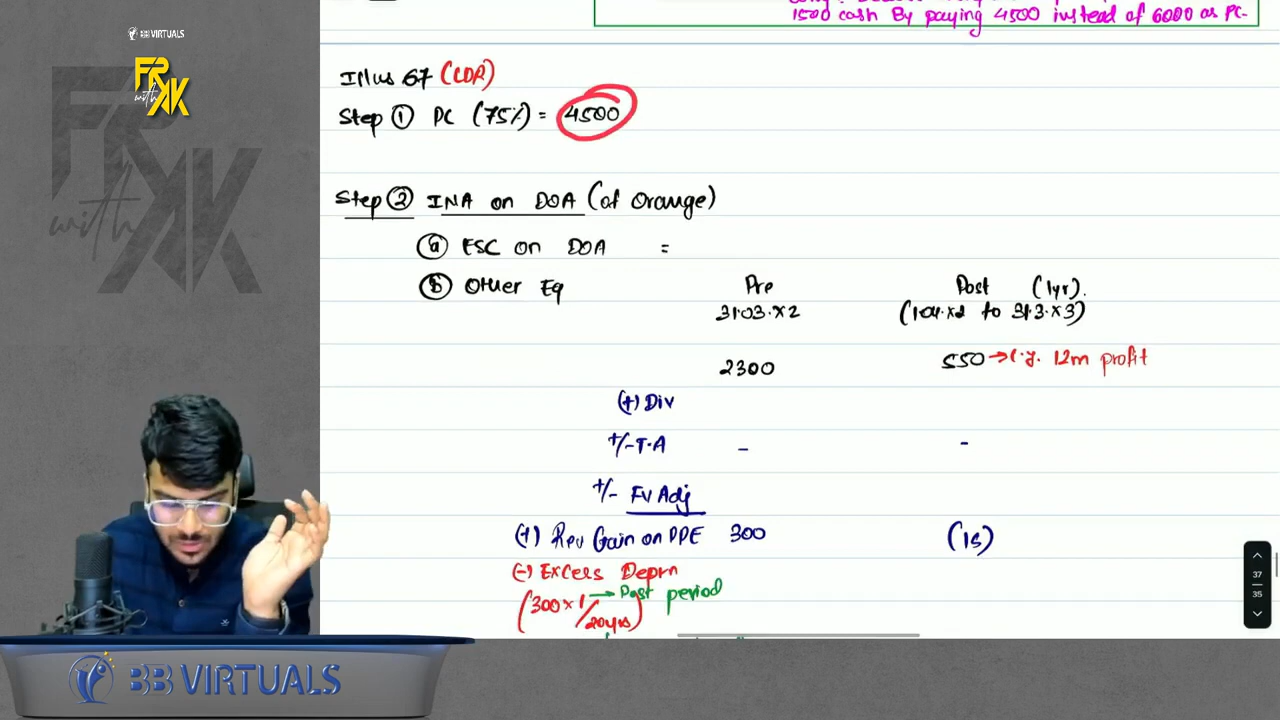 1500 cash By paying 4500 instead of 6000 as PC-
BB VIRTUALS
FR
with
AK
Illus 67 (CDR)
Step ① PC (75%) = 4500
Step ② INA on DOA (of Orange)
ⓐ ESC on DOA =
ⓑ Other Eq Pre Post (1yr).
31.03.x2 (1.04.x2 to 31.3.x3)
2300 550 → C.y. 12m profit
(+) Div
+/- T.A - -
+/- FV Adj
(+) Rev Gain on PPE 300 (15)
(-) Excess Deprn
(300 x 1/20yrs) → Post period
37
35
BB VIRTUALS